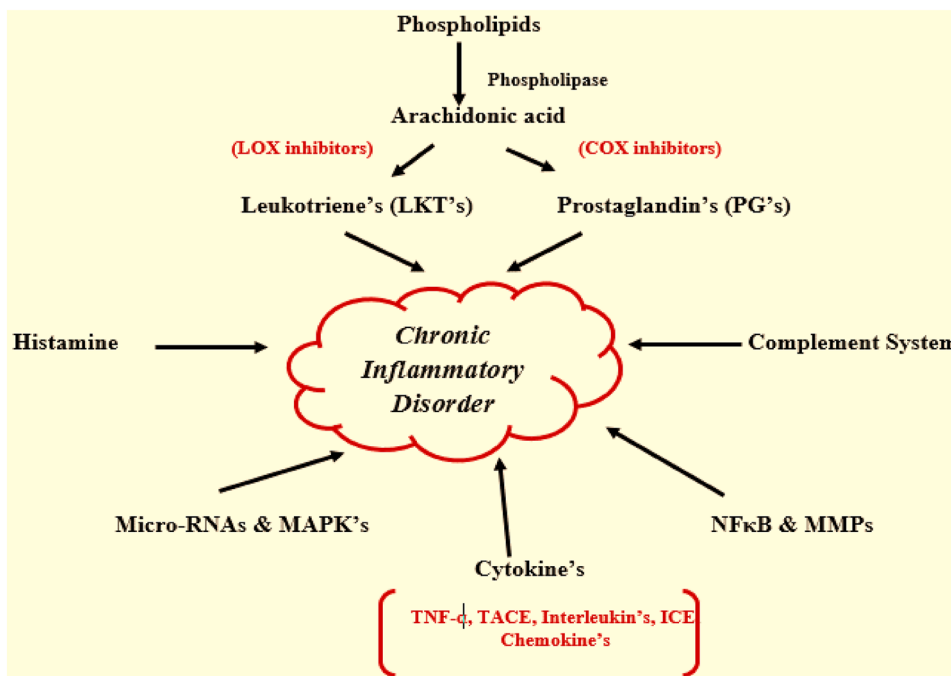 Phospholipids
Phospholipase
Arachidonic acid
(LOX inhibitors)
(COX inhibitors)
Leukotriene's (LKT's)
Prostaglandin's (PG's)
Histamine
Chronic
Inflammatory
Disorder
Complement System
Micro-RNAs & MAPK's
NFκB & MMPs
Cytokine's
TNF-α, TACE, Interleukin's, ICE
Chemokine's